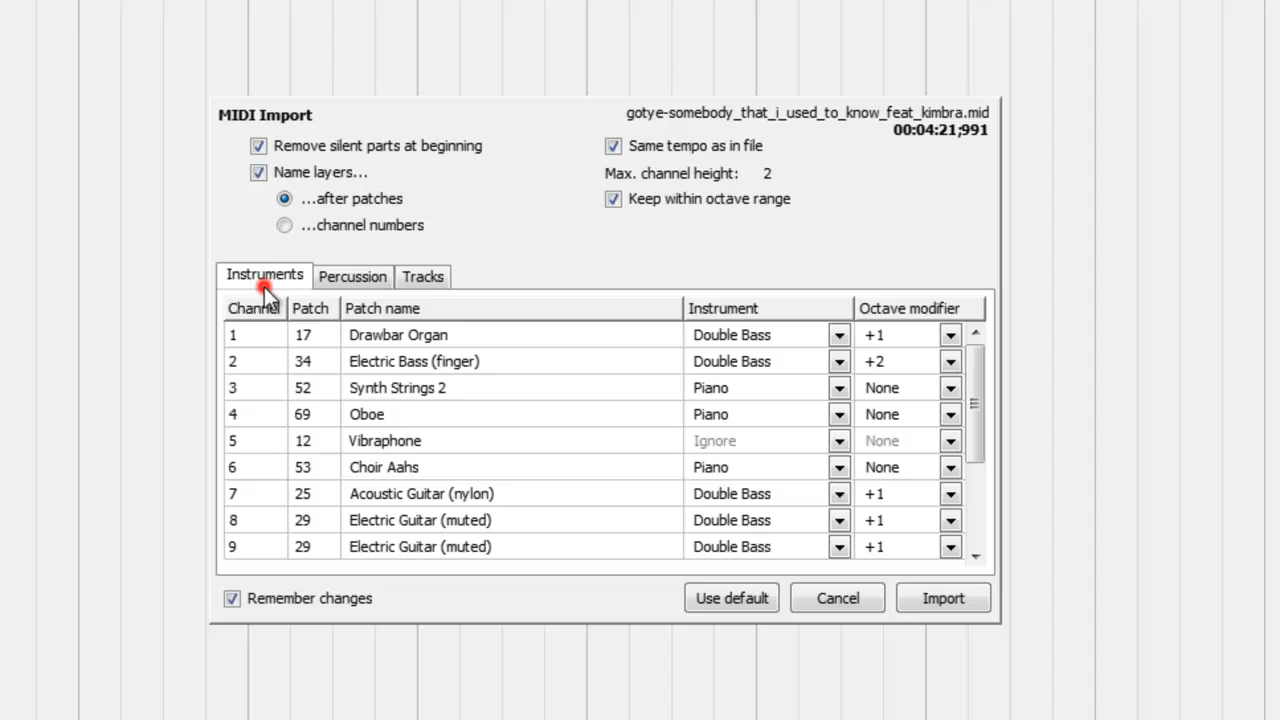 MIDI Import
gotye-somebody_that_i_used_to_know_feat_kimbra.mid
00:04:21;991
Remove silent parts at beginning
Same tempo as in file
Name layers...
Max. channel height: 2
...after patches
Keep within octave range
...channel numbers
Instruments Percussion Tracks
Channel Patch Patch name Instrument Octave modifier
1 17 Drawbar Organ Double Bass +1
2 34 Electric Bass (finger) Double Bass +2
3 52 Synth Strings 2 Piano None
4 69 Oboe Piano None
5 12 Vibraphone Ignore None
6 53 Choir Aahs Piano None
7 25 Acoustic Guitar (nylon) Double Bass +1
8 29 Electric Guitar (muted) Double Bass +1
9 29 Electric Guitar (muted) Double Bass +1
Remember changes Use default Cancel Import